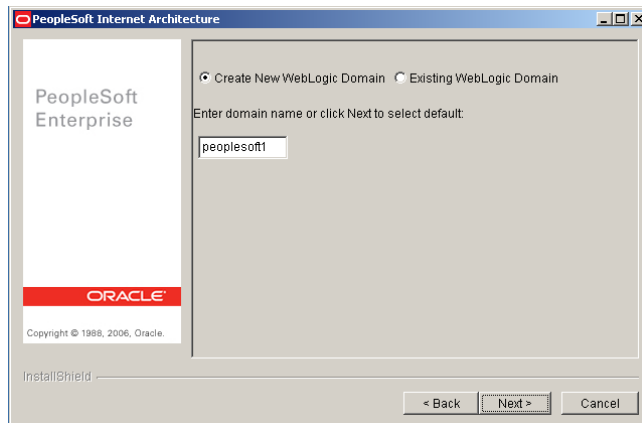 PeopleSoft Internet Architecture
PeopleSoft
Enterprise
Create New WebLogic Domain Existing WebLogic Domain
Enter domain name or click Next to select default:
peoplesoft1
ORACLE®
Copyright © 1988, 2006, Oracle.
InstallShield
< Back Next > Cancel